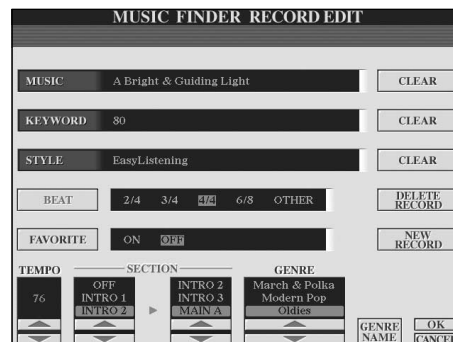 MUSIC FINDER RECORD EDIT
MUSIC A Bright & Guiding Light CLEAR
KEYWORD 80 CLEAR
STYLE EasyListening CLEAR
BEAT 2/4 3/4 4/4 6/8 OTHER DELETE RECORD
FAVORITE ON OFF NEW RECORD
TEMPO SECTION GENRE
OFF INTRO 2 March & Polka
76 INTRO 1 INTRO 3 Modern Pop
INTRO 2 MAIN A Oldies
GENRE NAME OK
CANCEL